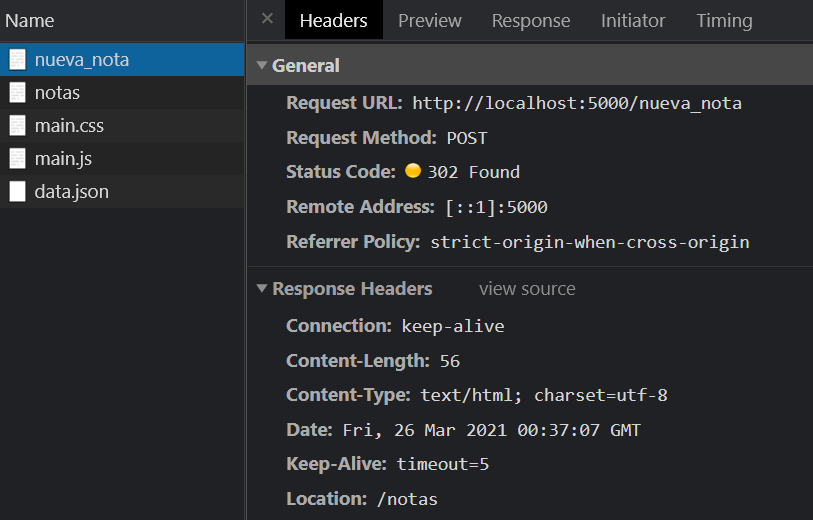 Name
nueva_nota
notas
main.css
main.js
data.json
× Headers Preview Response Initiator Timing
General
Request URL: http://localhost:5000/nueva_nota
Request Method: POST
Status Code: 302 Found
Remote Address: [::1]:5000
Referrer Policy: strict-origin-when-cross-origin
Response Headers view source
Connection: keep-alive
Content-Length: 56
Content-Type: text/html; charset=utf-8
Date: Fri, 26 Mar 2021 00:37:07 GMT
Keep-Alive: timeout=5
Location: /notas